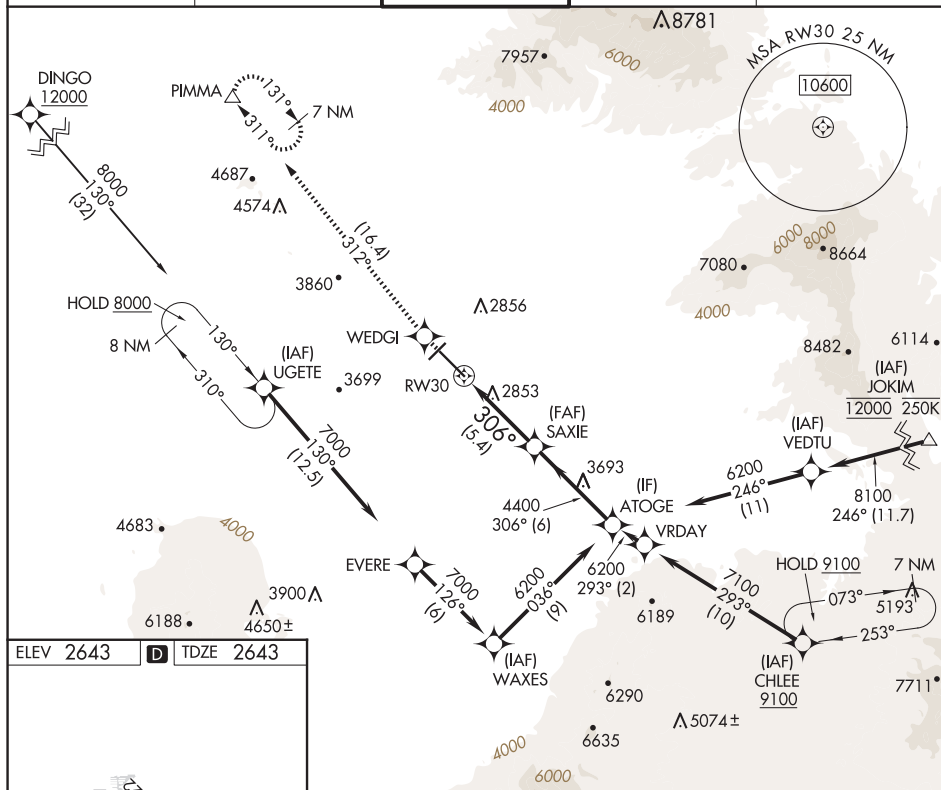 8781
7957
6000
4000
MSA RW30 25 NM
10600
DINGO
12000
PIMMA
131°
311°
7 NM
8000
130°
(32)
4687
4574
(16.4)
312°
3860
6000
8000
8664
7080
4000
HOLD 8000
8 NM
130°
310°
(IAF)
UGETE
2856
WEDGI
RW30
3699
2853
8482
6114
(IAF)
JOKIM
12000 250K
306°
(5.4)
(FAF)
SAXIE
(IAF)
VEDTU
7000
130°
(12.5)
3693
6200
246°
(11)
8100
246° (11.7)
4400
306° (6)
(IF)
ATOGE
VRDAY
4683
4000
EVERE
7000
126°
(6)
6200
036°
(9)
6200
293° (2)
7100
293°
(10)
HOLD 9100
7 NM
073°
5193
253°
3900
6188
4650±
6189
(IAF)
WAXES
(IAF)
CHLEE
9100
ELEV 2643 D TDZE 2643
6290
7711
5074±
6635
4000
6000